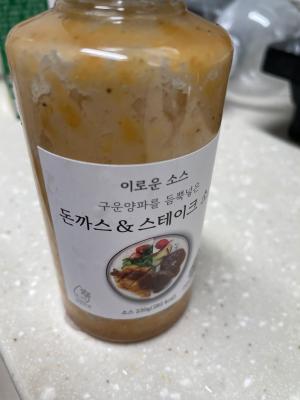 이로운 소스
구운양파를 듬뿍넣은
돈까스 & 스테이크